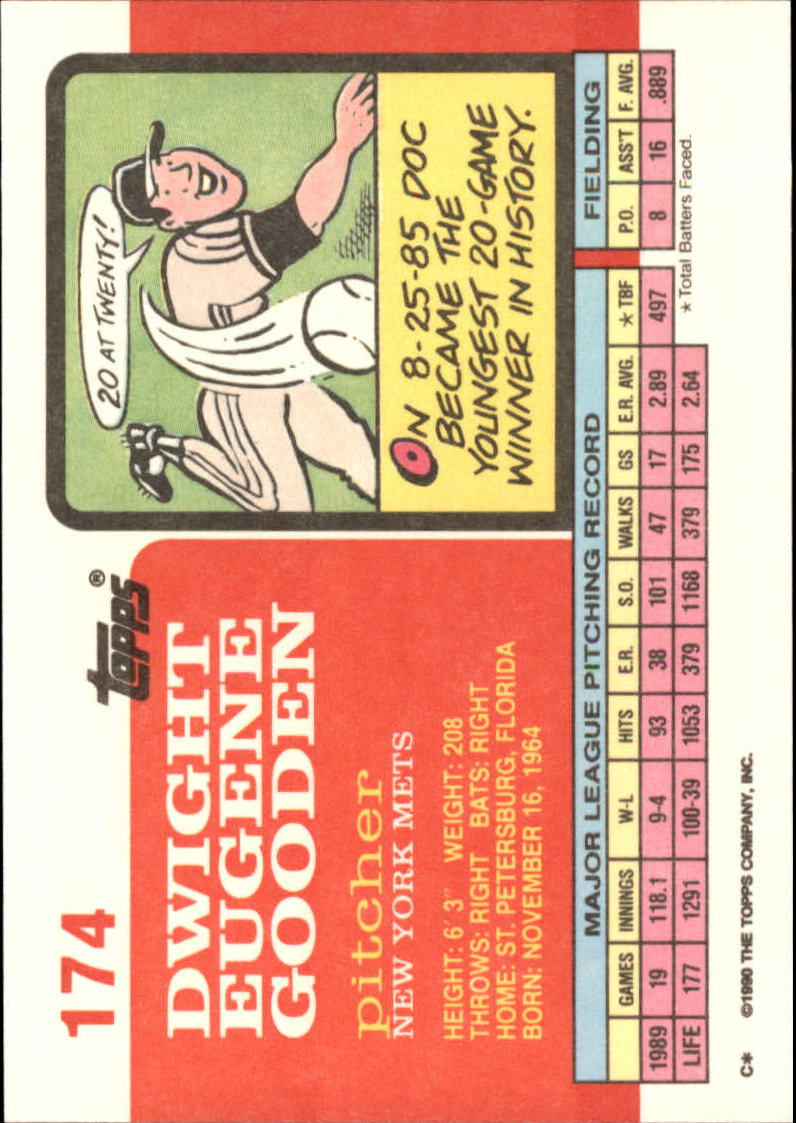 174
topps®
DWIGHT
EUGENE
GOODEN
pitcher
NEW YORK METS
HEIGHT: 6' 3" WEIGHT: 208
THROWS: RIGHT BATS: RIGHT
HOME: ST. PETERSBURG, FLORIDA
BORN: NOVEMBER 16, 1964
20 AT TWENTY!
ON 8-25-85 DOC
BECAME THE
YOUNGEST 20-GAME
WINNER IN HISTORY.
MAJOR LEAGUE PITCHING RECORD FIELDING
GAMES INNINGS W-L HITS E.R. S.O. WALKS GS E.R. AVG. ★TBF P.O. ASS'T F. AVG.
1989 19 118.1 9-4 93 38 101 47 17 2.89 497 8 16 .889
LIFE 177 1291 100-39 1053 379 1168 379 175 2.64
★Total Batters Faced.
C* ©1990 THE TOPPS COMPANY, INC.